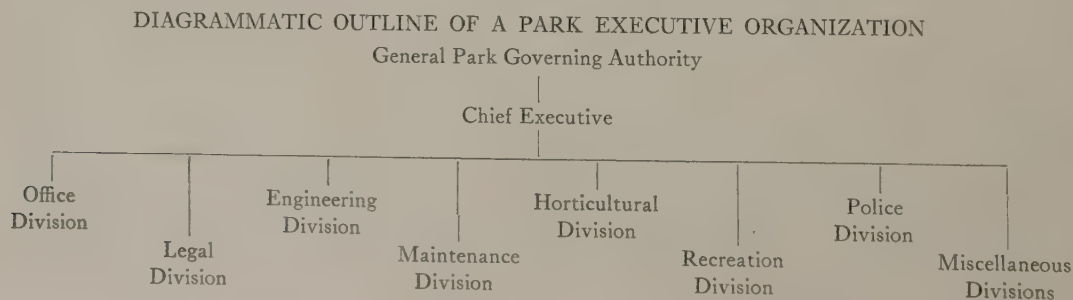 DIAGRAMMATIC OUTLINE OF A PARK EXECUTIVE ORGANIZATION
General Park Governing Authority
Chief Executive
Office
Division
Legal
Division
Engineering
Division
Maintenance
Division
Horticultural
Division
Recreation
Division
Police
Division
Miscellaneous
Divisions